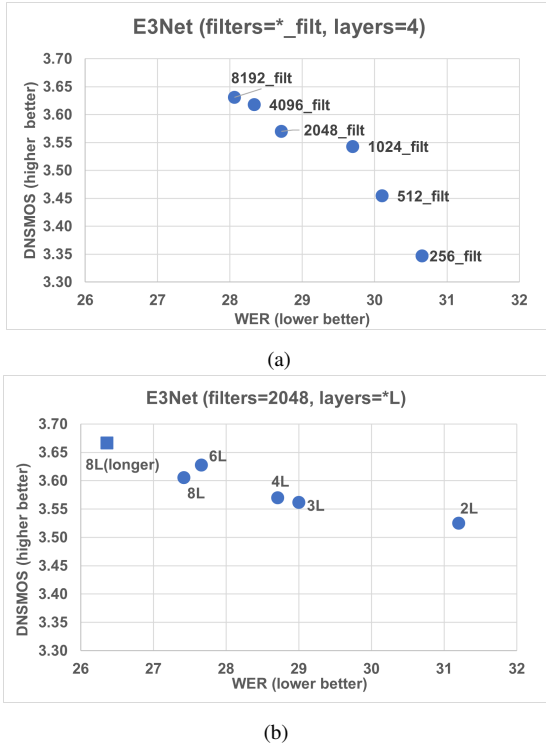 E3Net (filters=*_filt, layers=4)
DNSMOS (higher better)
3.70
3.65
3.60
3.55
3.50
3.45
3.40
3.35
3.30
8192_filt
4096_filt
2048_filt
1024_filt
512_filt
256_filt
26 27 28 29 30 31 32
WER (lower better)
(a)
E3Net (filters=2048, layers=*L)
DNSMOS (higher better)
3.70
3.65
3.60
3.55
3.50
3.45
3.40
3.35
3.30
8L(longer)
6L
8L
4L
3L
2L
26 27 28 29 30 31 32
WER (lower better)
(b)